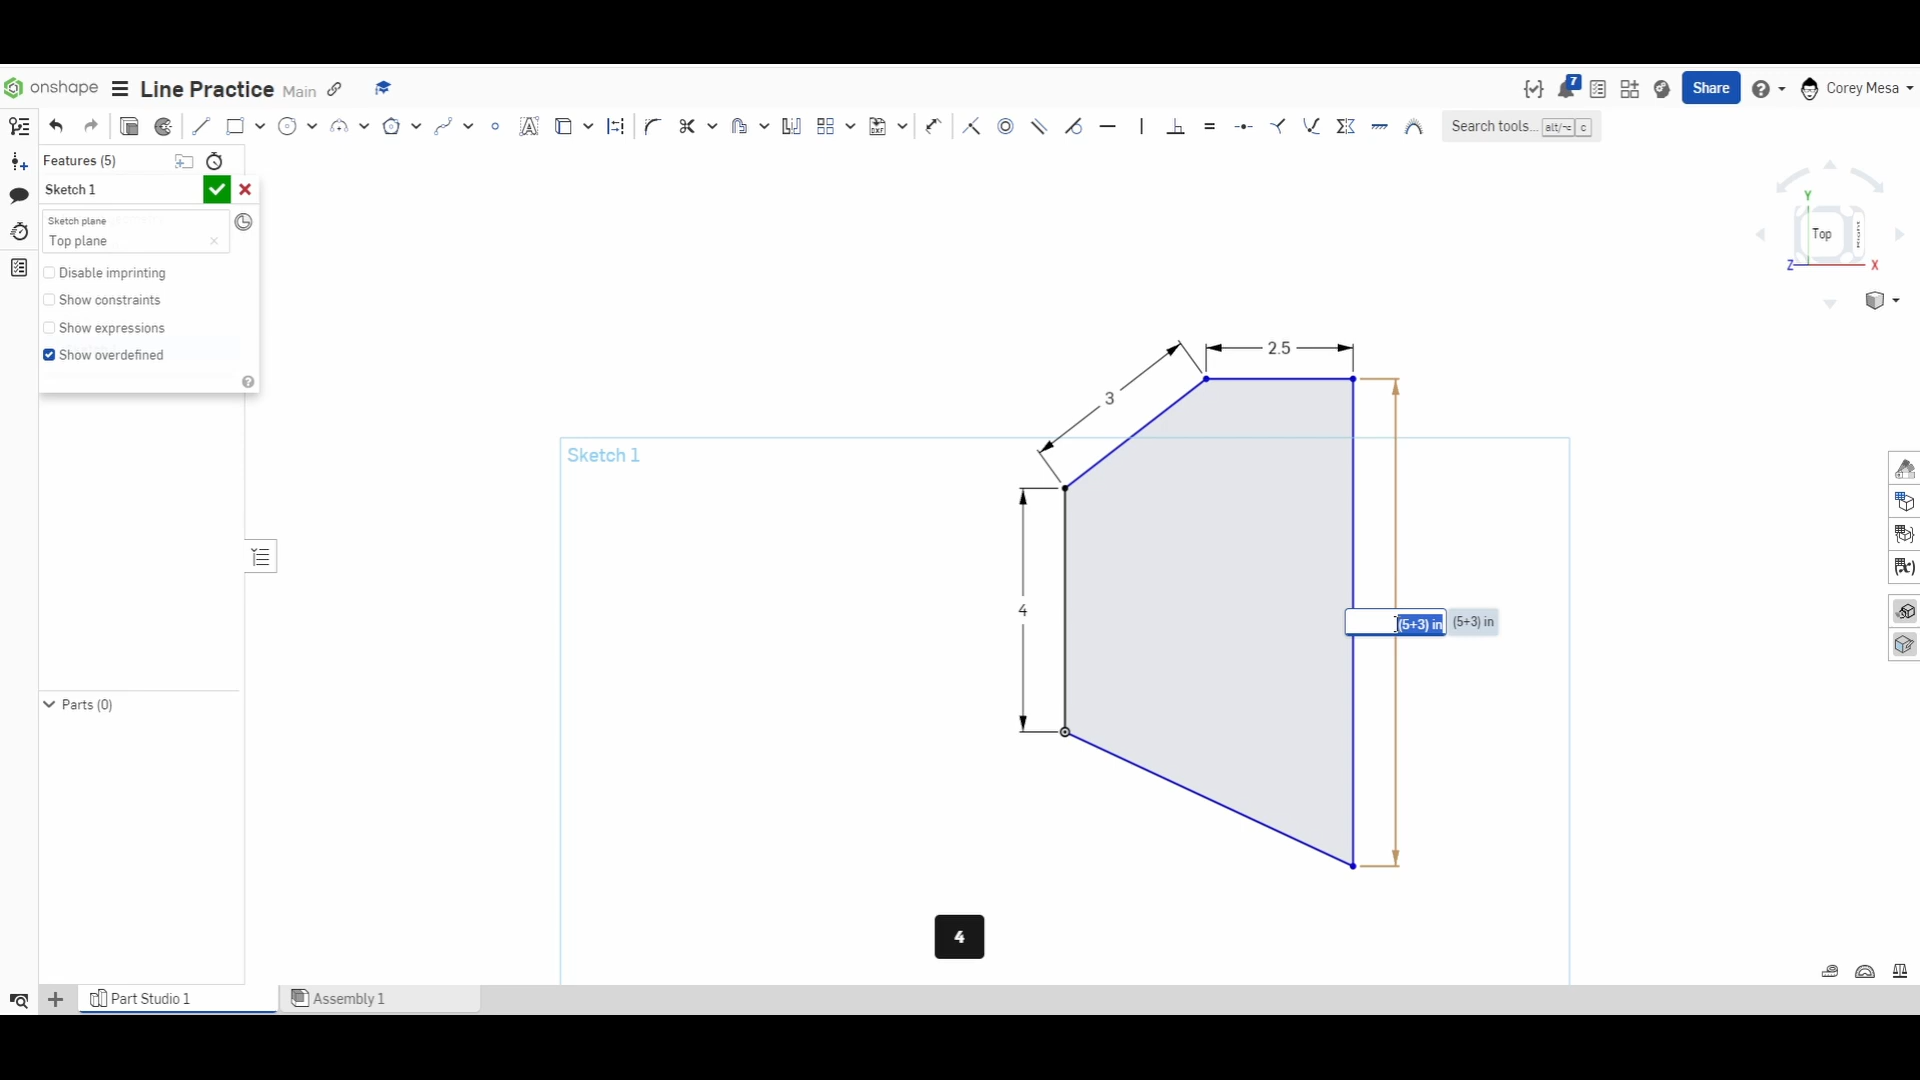 onshape
Line Practice Main
7
Share
Corey Mesa
Search tools... alt/⌥ c
Features (5)
Sketch 1
Sketch plane
Top plane
Disable imprinting
Show constraints
Show expressions
Show overdefined
Parts (0)
Sketch 1
2.5
3
4
(5+3) in
(5+3) in
4
Y
Top
Right
Z
X
(x)
Part Studio 1
Assembly 1